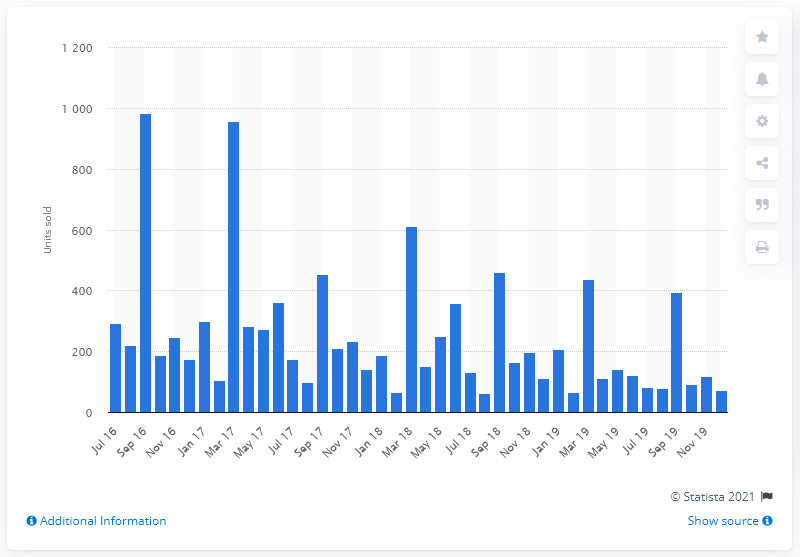 1 200
1 000
800
600
400
200
0
Units sold
Jul 16
Sep 16
Nov 16
Jan 17
Mar 17
May 17
Jul 17
Sep 17
Nov 17
Jan 18
Mar 18
May 18
Jul 18
Sep 18
Nov 18
Jan 19
Mar 19
May 19
Jul 19
Sep 19
Nov 19
© Statista 2021
Additional Information
Show source